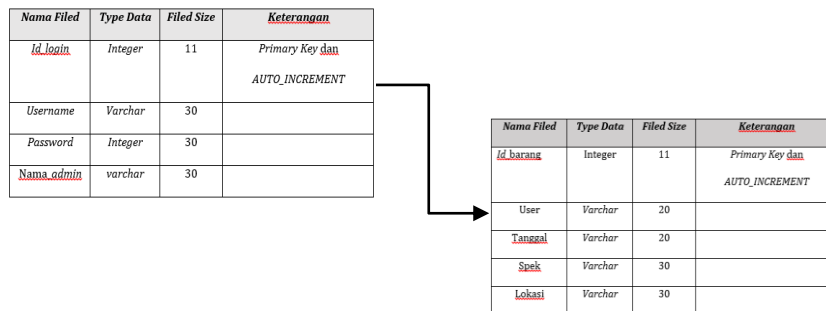 Nama Filed Type Data Filed Size Keterangan
Id_login Integer 11 Primary Key dan
AUTO_INCREMENT
Username Varchar 30
Password Integer 30
Nama_admin varchar 30
Nama Filed Type Data Filed Size Keterangan
Id_barang Integer 11 Primary Key dan
AUTO_INCREMENT
User Varchar 20
Tanggal Varchar 20
Spek Varchar 30
Lokasi Varchar 30